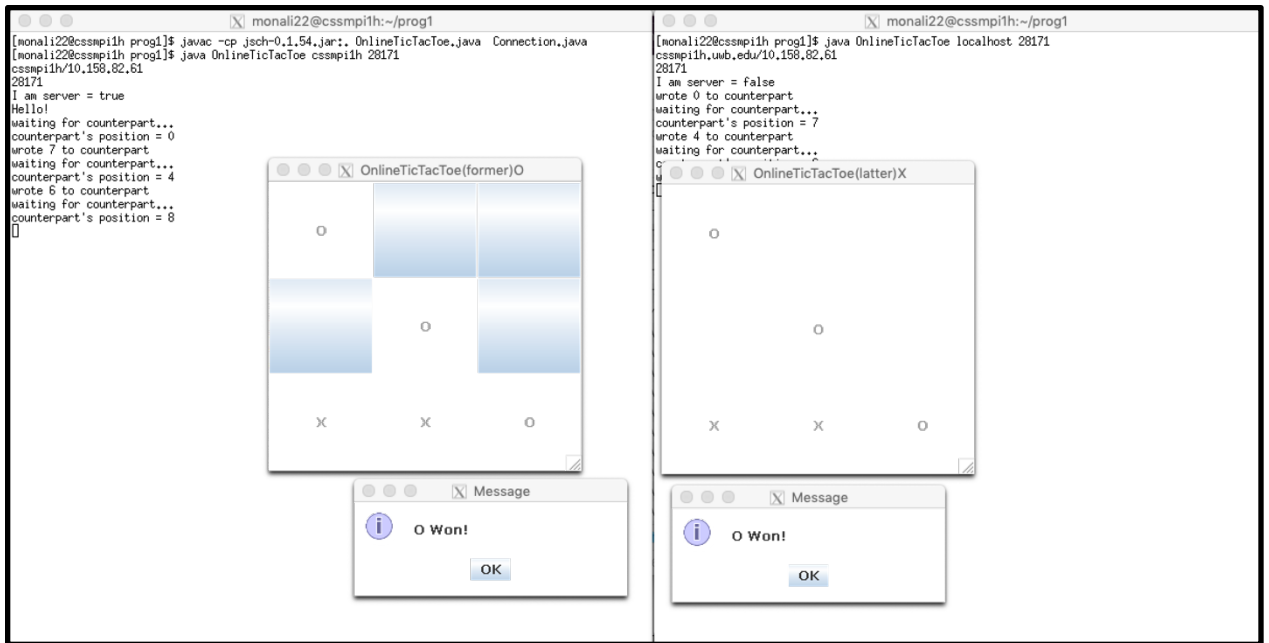 monali22@cssmpi1h:~/prog1
[monali22@cssmpi1h prog1]$ javac -cp jsch-0.1.54.jar:. OnlineTicTacToe.java Connection.java
[monali22@cssmpi1h prog1]$ java OnlineTicTacToe cssmpi1h 28171
cssmpi1h/10.158.82.61
28171
I am server = true
Hello!
waiting for counterpart...
counterpart's position = 0
wrote 7 to counterpart
waiting for counterpart...
counterpart's position = 4
wrote 6 to counterpart
waiting for counterpart...
counterpart's position = 8
OnlineTicTacToe(former)O
O
O
X X O
Message
O Won!
OK
monali22@cssmpi1h:~/prog1
[monali22@cssmpi1h prog1]$ java OnlineTicTacToe localhost 28171
cssmpi1h.uwb.edu/10.158.82.61
28171
I am server = false
wrote 0 to counterpart
waiting for counterpart...
counterpart's position = 7
wrote 4 to counterpart
waiting for counterpart...
OnlineTicTacToe(latter)X
O
O
X X O
Message
O Won!
OK